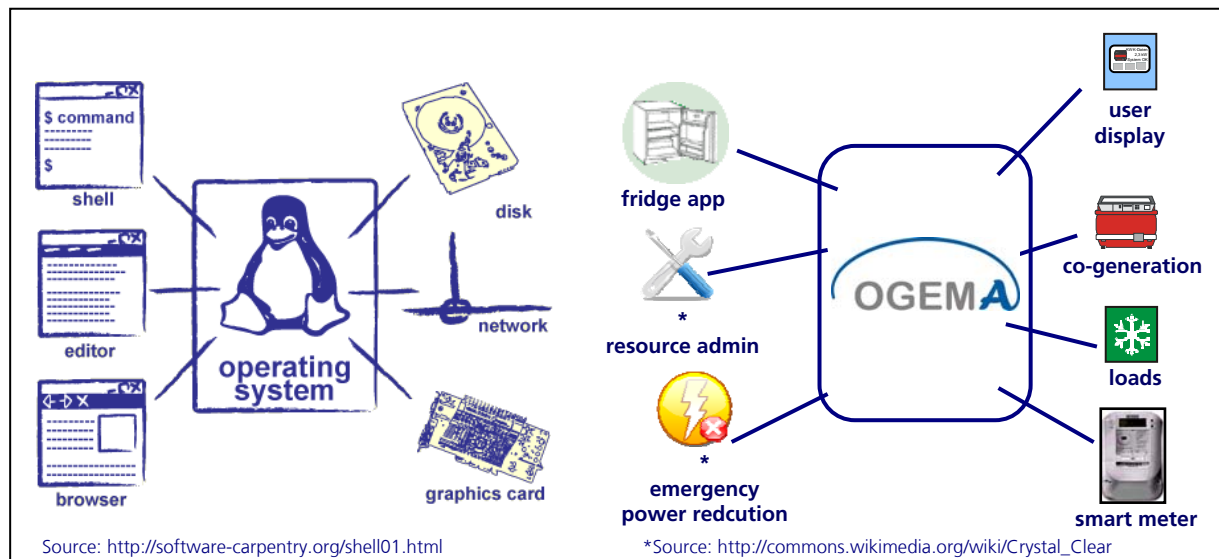 $ command
$
shell
editor
browser
operating
system
disk
network
graphics card
Source: http://software-carpentry.org/shell01.html
fridge app
*
resource admin
*
emergency
power redcution
OGEMA
user
display
co-generation
loads
smart meter
*Source: http://commons.wikimedia.org/wiki/Crystal_Clear